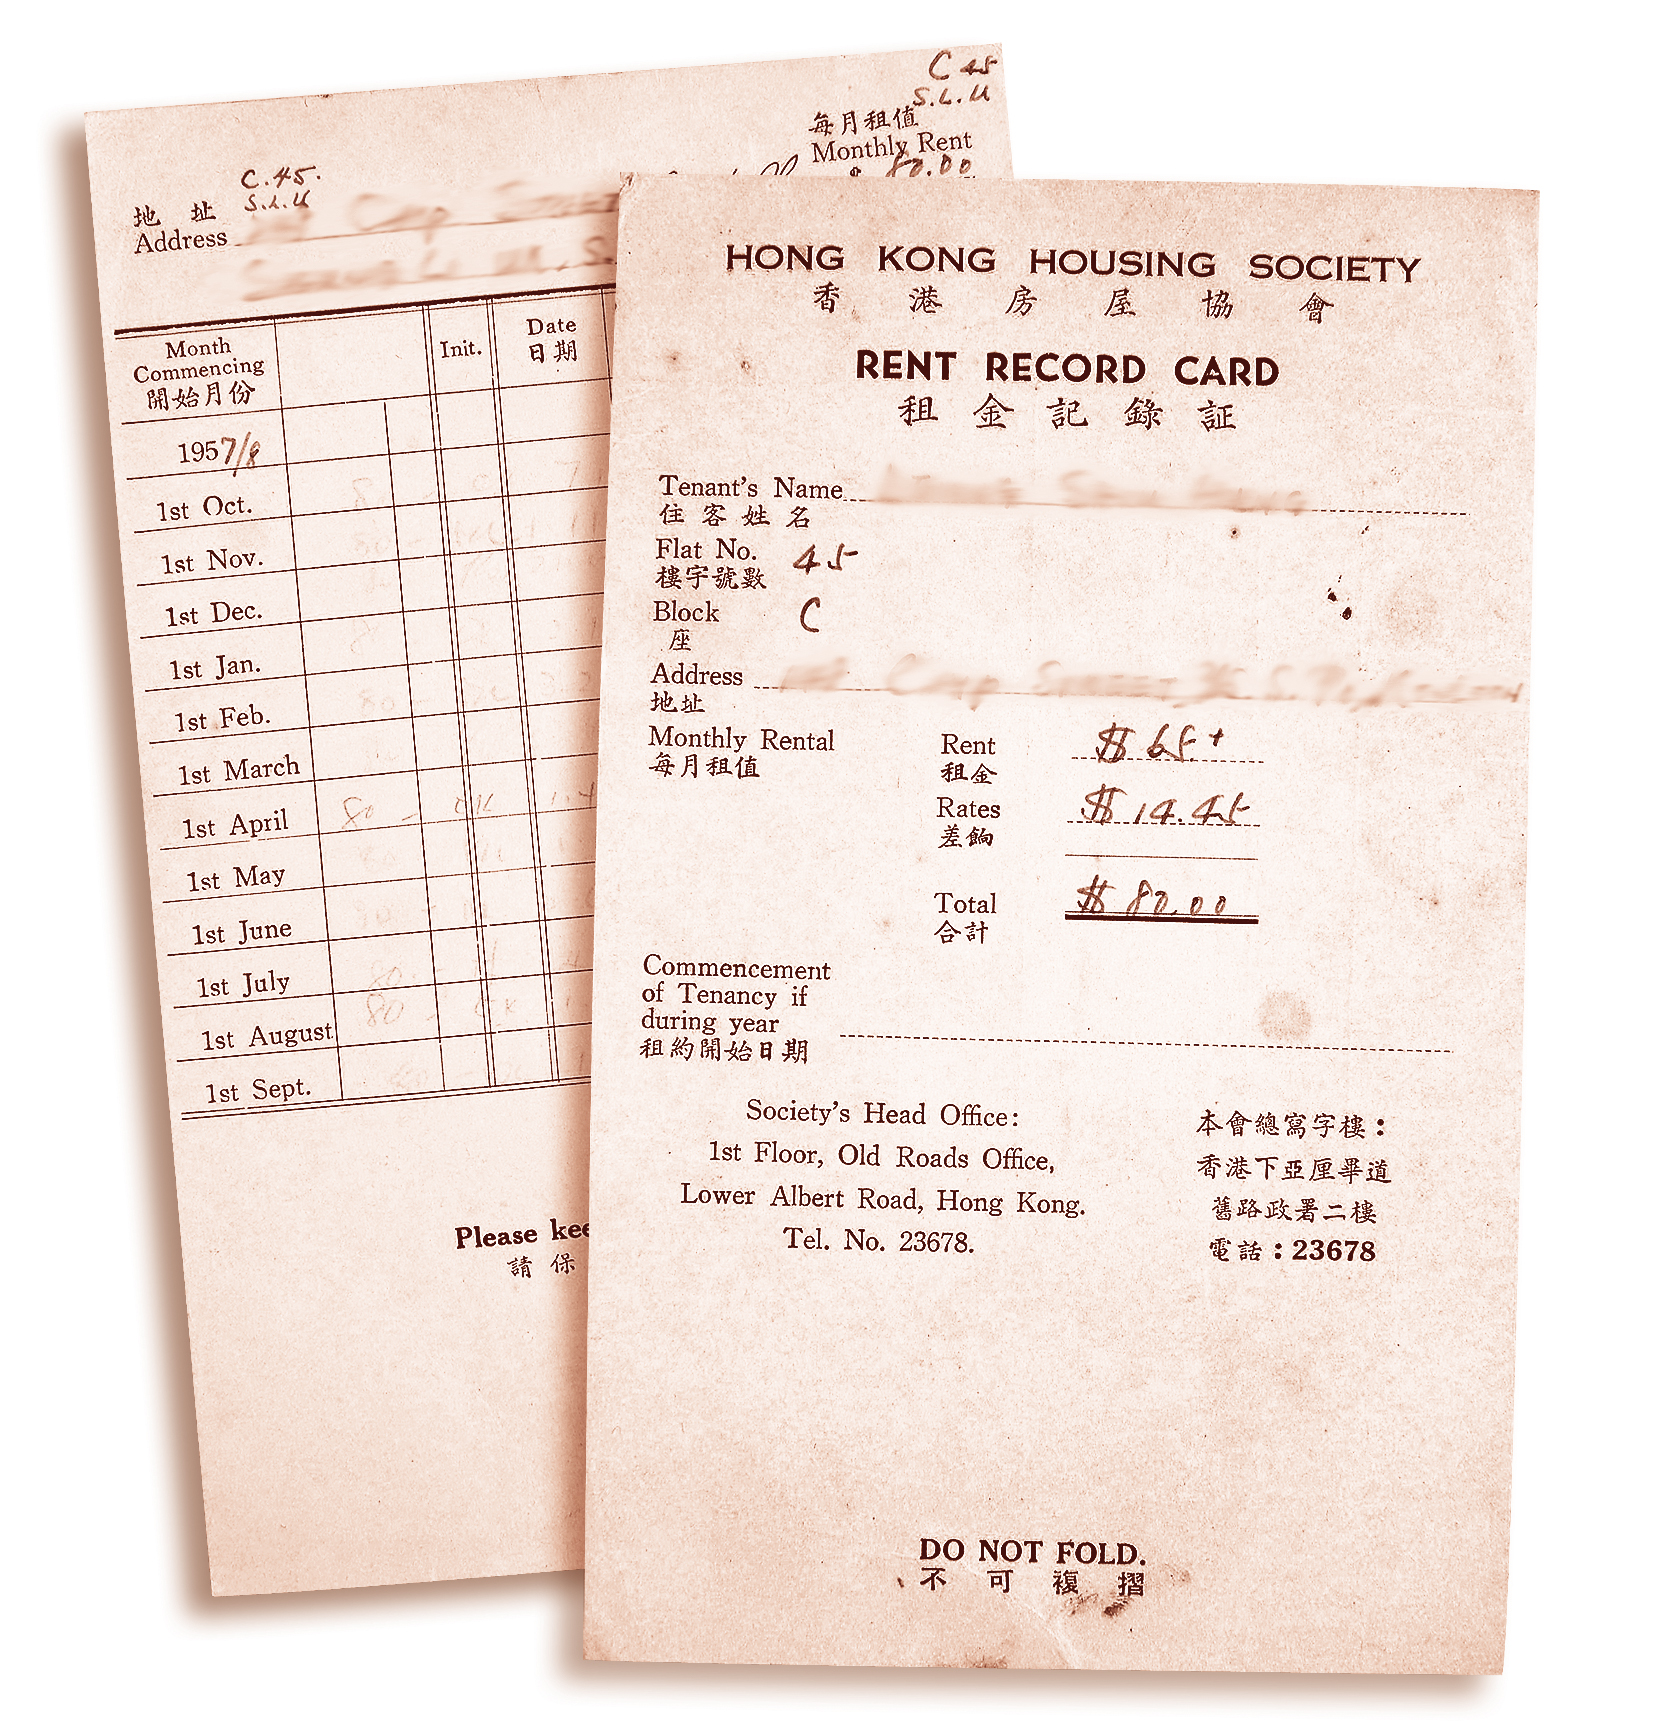 C 45
S.L.U
每月租值
Monthly Rent
$ 80.00
C.45.
S.L.U
地 址
Address
Month
Commencing
開始月份
Init.
Date
日期
1957/8
1st Oct.
1st Nov.
1st Dec.
1st Jan.
1st Feb.
1st March
1st April 80 -
1st May
1st June
1st July 80
1st August 80
1st Sept.
Please kee
請 保
HONG KONG HOUSING SOCIETY
香 港 房 屋 協 會
RENT RECORD CARD
租 金 記 錄 証
Tenant's Name
住 客 姓 名
Flat No. 45
樓宇號數
Block C
座
Address
地址
Monthly Rental Rent $ 65.+
每月租值 租金
Rates $ 14.45
差餉
Total $ 80.00
合計
Commencement
of Tenancy if
during year
租約開始日期
Society's Head Office:
1st Floor, Old Roads Office,
Lower Albert Road, Hong Kong.
Tel. No. 23678.
本會總寫字樓：
香港下亞厘畢道
舊路政署二樓
電話：23678
DO NOT FOLD.
不 可 複 摺